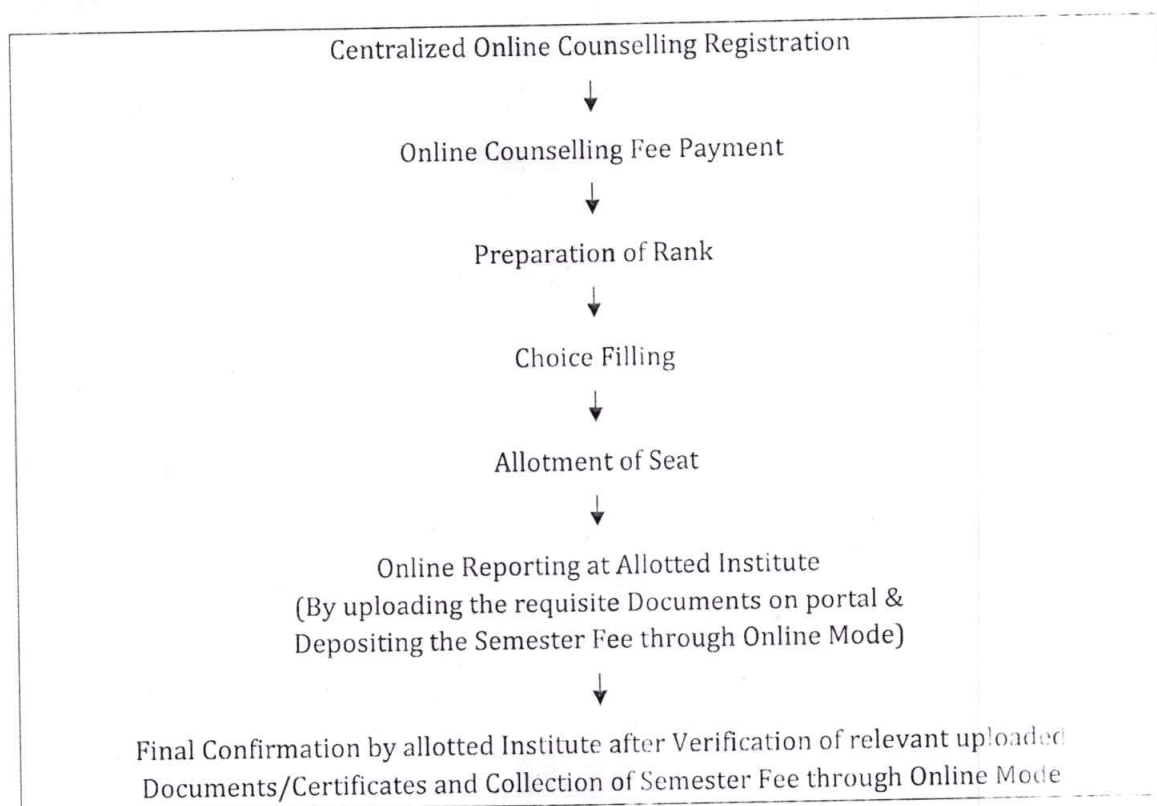 Centralized Online Counselling Registration
Online Counselling Fee Payment
Preparation of Rank
Choice Filling
Allotment of Seat
Online Reporting at Allotted Institute
(By uploading the requisite Documents on portal &
Depositing the Semester Fee through Online Mode)
Final Confirmation by allotted Institute after Verification of relevant uploaded
Documents/Certificates and Collection of Semester Fee through Online Mode